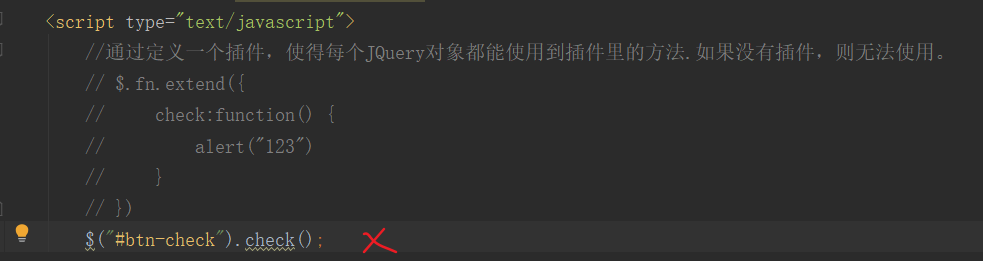 <script type="text/javascript">
//通过定义一个插件，使得每个JQuery对象都能使用到插件里的方法.如果没有插件，则无法使用。
// $.fn.extend({
//     check:function() {
//         alert("123")
//     }
// })
$("#btn-check").check();